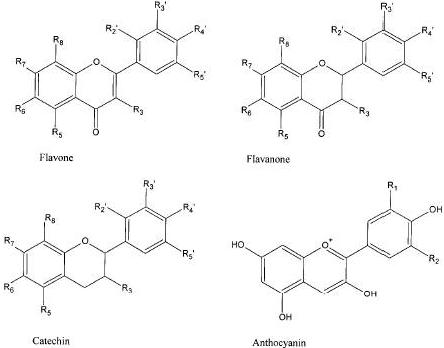 R3'
R8
R2'
R4'
R7
O
R5'
R6
R3
R5
O
Flavone
R3'
R8
R2'
R4'
R7
O
R5'
R6
R3
R5
O
Flavanone
R3'
R8
R2'
R4'
R7
O
R5'
R6
R3
R5
Catechin
R1
OH
HO
O+
R2
OH
OH
Anthocyanin